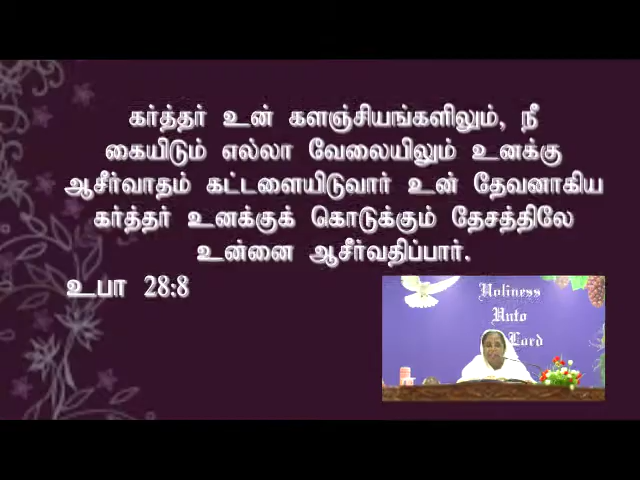 கர்த்தர் உன் களஞ்சியங்களிலும், நீ
கையிடும் எல்லா வேலையிலும் உனக்கு
ஆசீர்வாதம் கட்டளையிடுவார் உன் தேவனாகிய
கர்த்தர் உனக்குக் கொடுக்கும் தேசத்திலே
உன்னை ஆசீர்வதிப்பார்.
உபா 28:8
Holiness
Unto
Lord